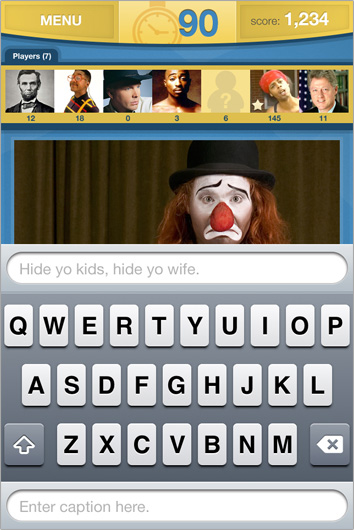 MENU
90
score: 1,234
Players (7)
12 18 0 3 6 145 11
?
Hide yo kids, hide yo wife.
Q W E R T Y U I O P
A S D F G H J K L
Z X C V B N M
Enter caption here.